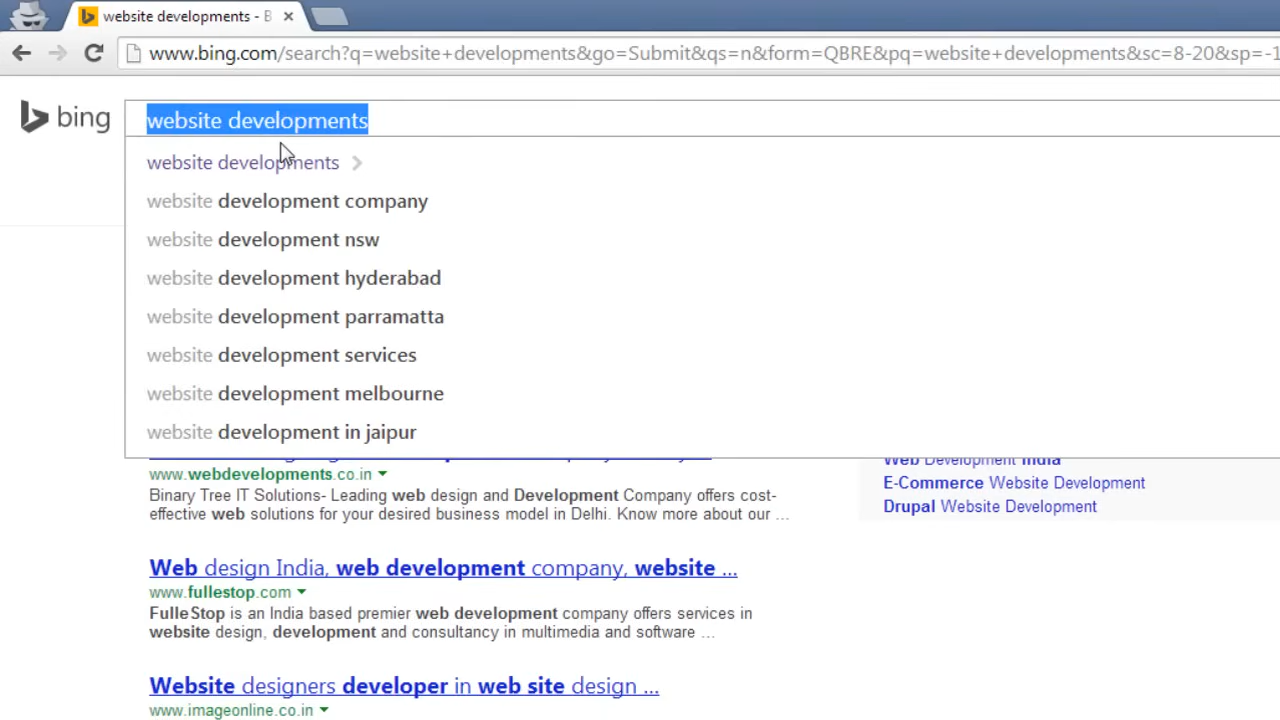 website developments - B
www.bing.com/search?q=website+developments&go=Submit&qs=n&form=QBRE&pq=website+developments&sc=8-20&sp=-1
bing
website developments
website developments
website development company
website development nsw
website development hyderabad
website development parramatta
website development services
website development melbourne
website development in jaipur
www.webdevelopments.co.in
Binary Tree IT Solutions- Leading web design and Development Company offers cost-
effective web solutions for your desired business model in Delhi. Know more about our ...
Web design India, web development company, website ...
www.fullestop.com
FulleStop is an India based premier web development company offers services in
website design, development and consultancy in multimedia and software ...
Website designers developer in web site design ...
www.imageonline.co.in
Web Development India
E-Commerce Website Development
Drupal Website Development